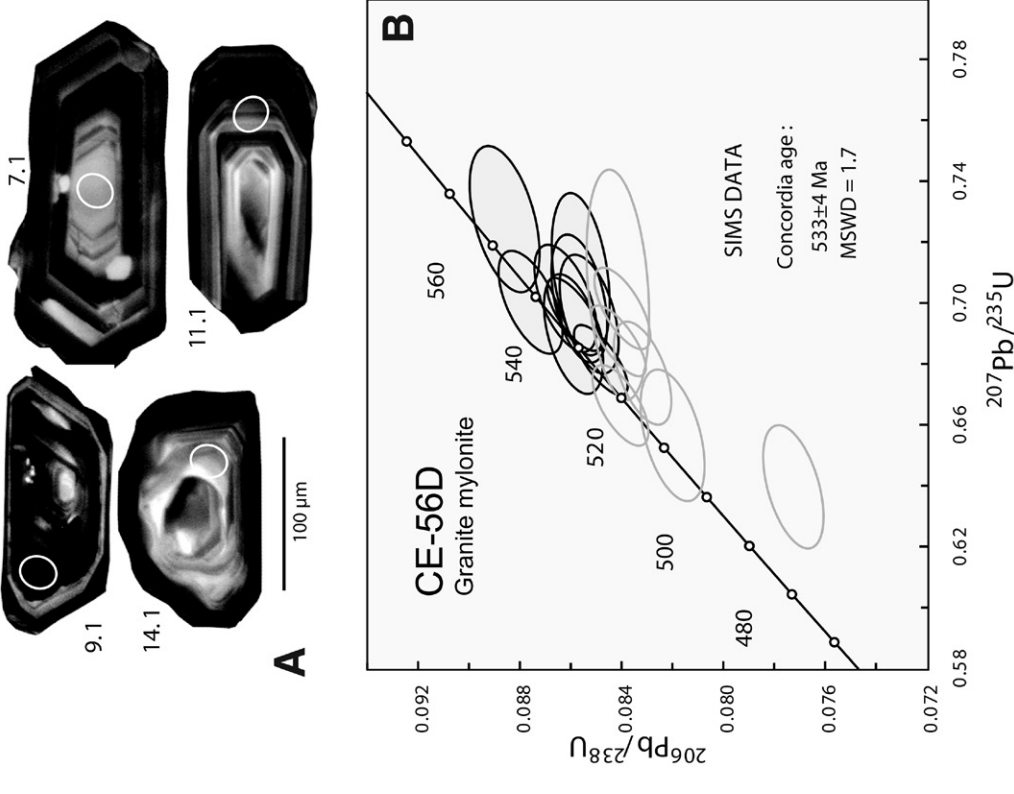 A
7.1
9.1
11.1
14.1
100 µm
B
CE-56D
Granite mylonite
SIMS DATA
Concordia age :
533±4 Ma
MSWD = 1.7
560
540
520
500
480
206Pb/238U
0.092
0.088
0.084
0.080
0.076
0.072
0.58
0.62
0.66
0.70
0.74
0.78
207Pb/235U